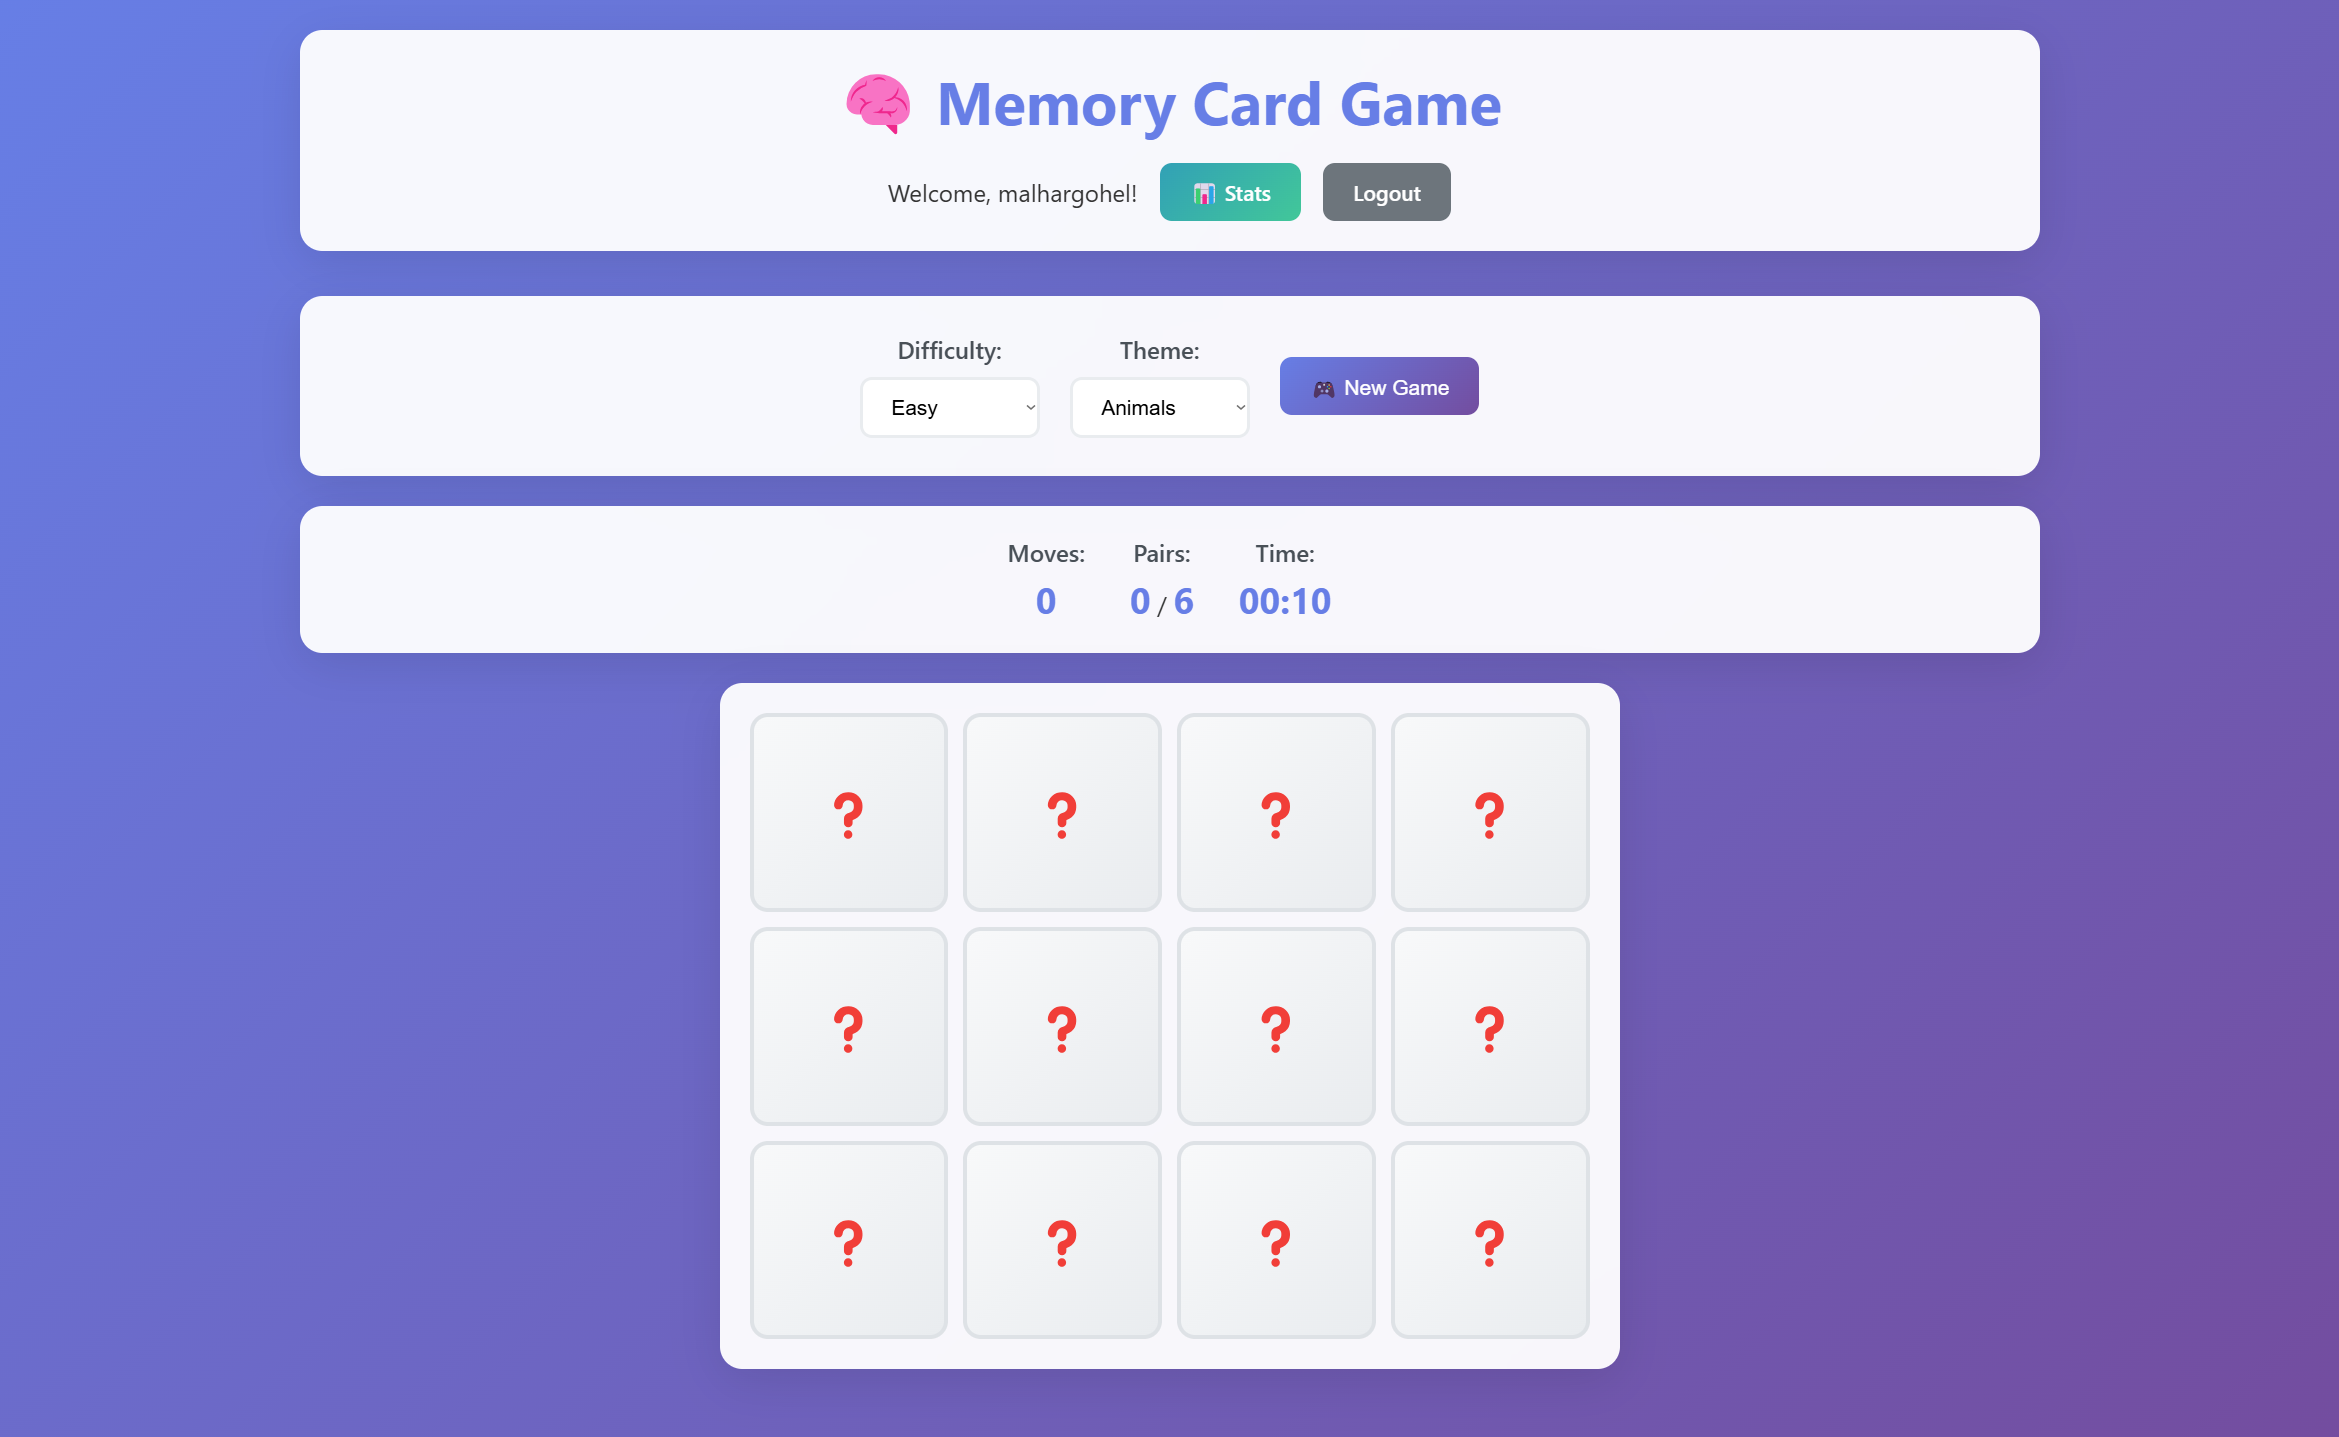 Memory Card Game
Welcome, malhargohel! Stats Logout
Difficulty: Theme:
Easy Animals New Game
Moves: Pairs: Time:
0 0 / 6 00:10
? ? ? ?
? ? ? ?
? ? ? ?